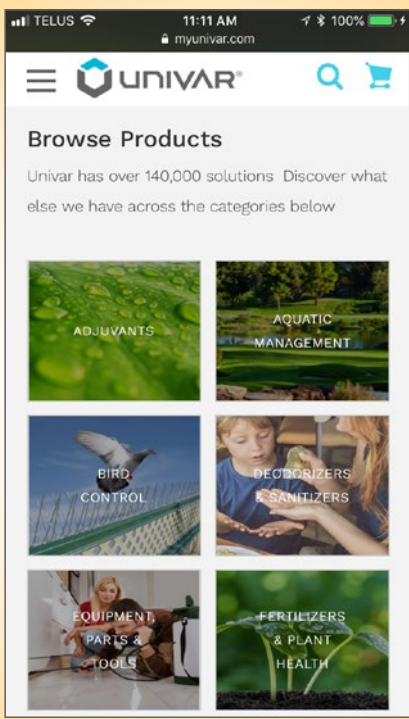 TELUS 11:11 AM 100%
myunivar.com
UNIVAR®
Browse Products
Univar has over 140,000 solutions Discover what
else we have across the categories below
ADJUVANTS
AQUATIC
MANAGEMENT
BIRD
CONTROL
DEODORIZERS
& SANITIZERS
EQUIPMENT,
PARTS &
TOOLS
FERTILIZERS
& PLANT
HEALTH